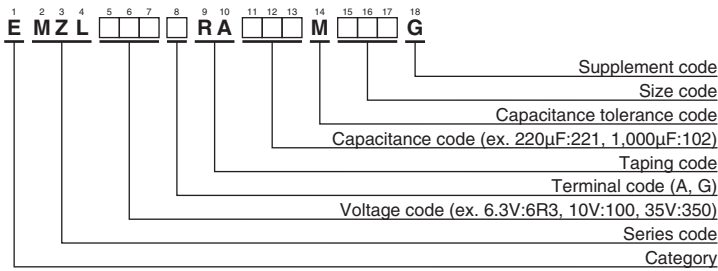 1 2 3 4 5 6 7 8 9 10 11 12 13 14 15 16 17 18
E MZL □□□ □ RA □□□ M □□□ G
Supplement code
Size code
Capacitance tolerance code
Capacitance code (ex. 220µF:221, 1,000µF:102)
Taping code
Terminal code (A, G)
Voltage code (ex. 6.3V:6R3, 10V:100, 35V:350)
Series code
Category